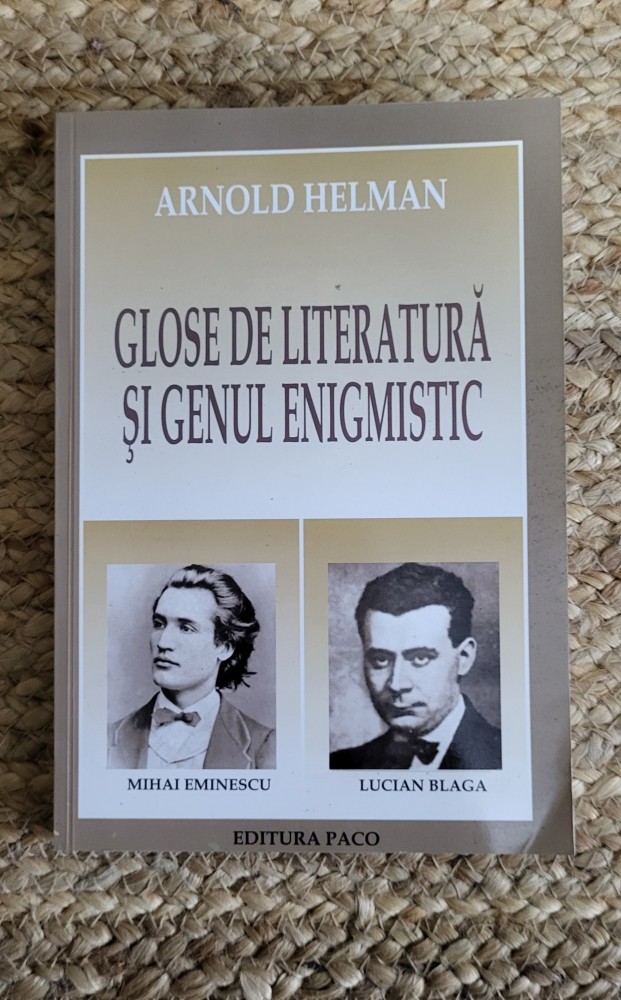 ARNOLD HELMAN
GLOSE DE LITERATURĂ
ŞI GENUL ENIGMISTIC
MIHAI EMINESCU
LUCIAN BLAGA
EDITURA PACO